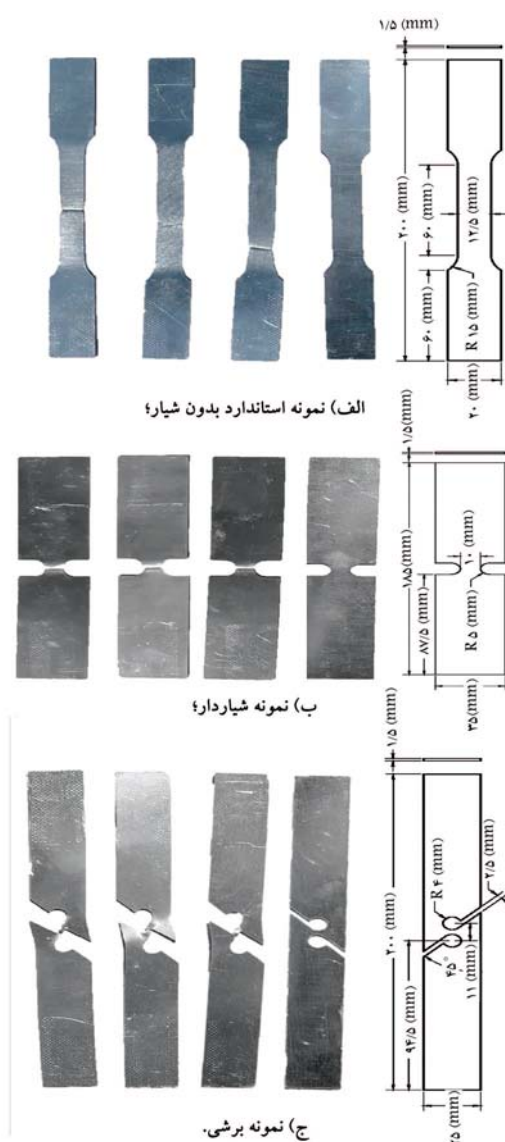 ۱/۵ (mm)
۲۰۰ (mm)
۶۰ (mm)
۶۰ (mm)
۱۲/۵ (mm)
R ۱۵ (mm)
۲۰ (mm)
الف) نمونه استاندارد بدون شیار؛
۱/۵(mm)
۱۸۵(mm)
۸۷/۵ (mm)
۱۰ (mm)
R ۵ (mm)
۳۵(mm)
ب) نمونه شیاردار؛
۱/۵ (mm)
۲۰۰ (mm)
۹۴/۵ (mm)
R ۴ (mm)
۲/۵ (mm)
۴۵°
۱۱ (mm)
(mm)
ج) نمونه برشی.